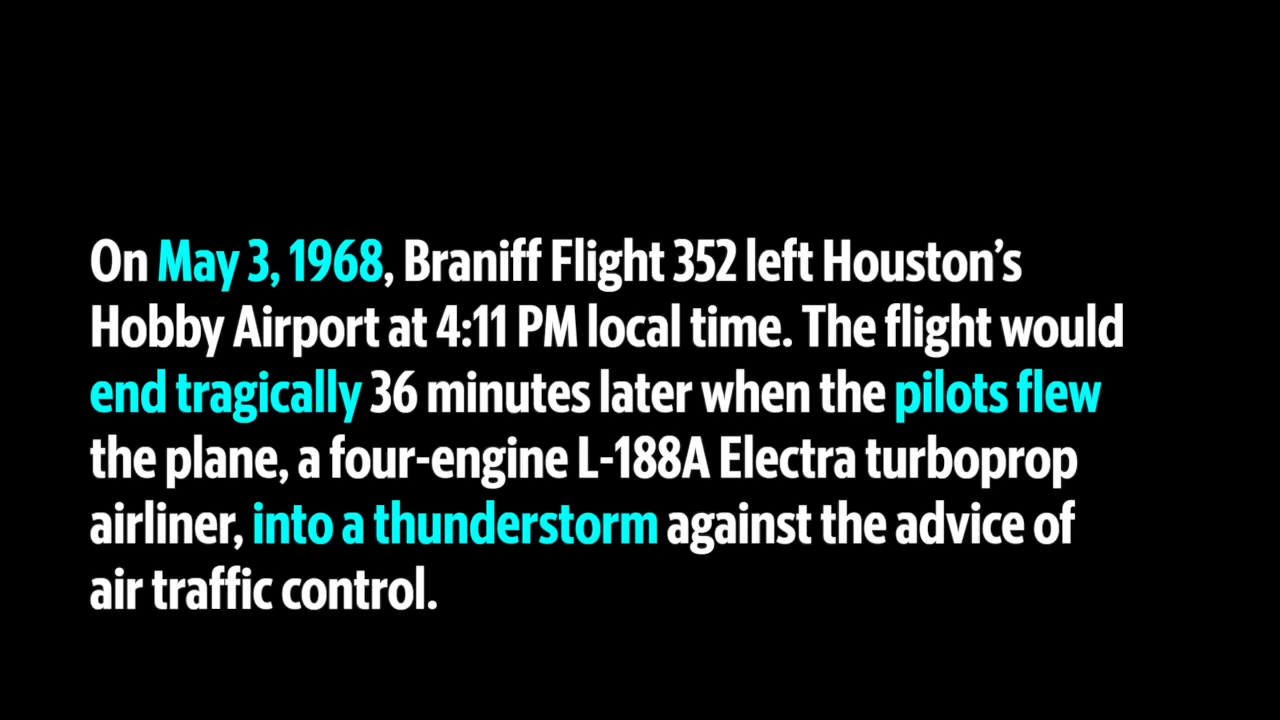 On May 3, 1968, Braniff Flight 352 left Houston’s
Hobby Airport at 4:11 PM local time. The flight would
end tragically 36 minutes later when the pilots flew
the plane, a four-engine L-188A Electra turboprop
airliner, into a thunderstorm against the advice of
air traffic control.